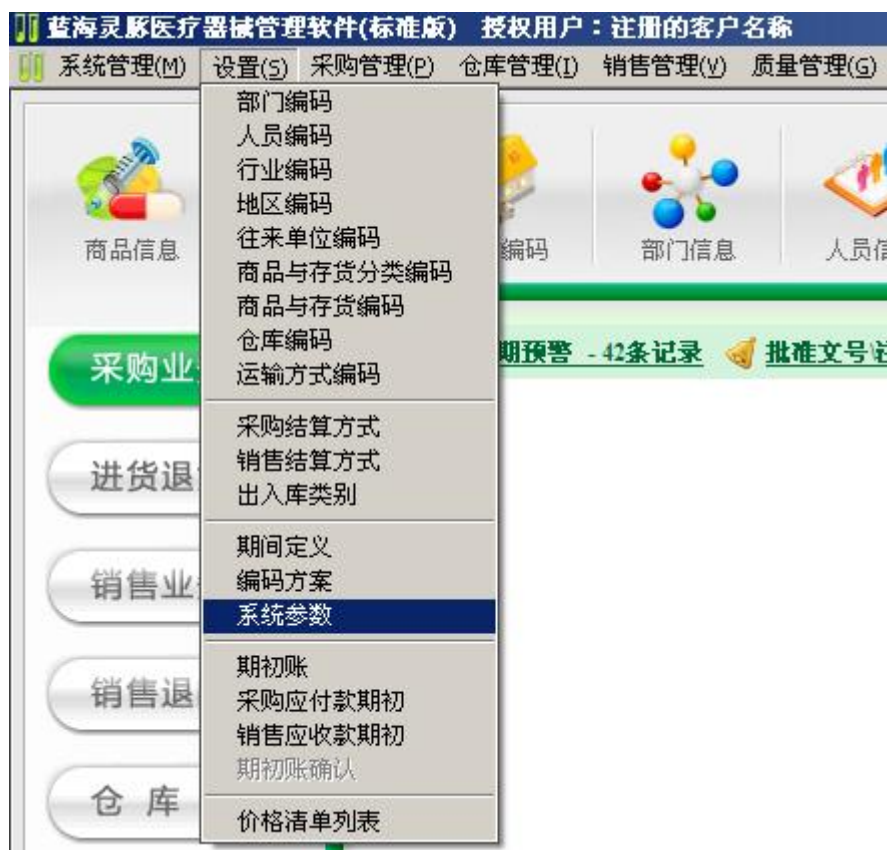 蓝海灵豚医疗器械管理软件(标准版) 授权用户：注册的客户名称
系统管理(M) 设置(S) 采购管理(P) 仓库管理(I) 销售管理(V) 质量管理(G)
部门编码
人员编码
行业编码
地区编码
往来单位编码
商品与存货分类编码
商品与存货编码
仓库编码
运输方式编码
采购结算方式
销售结算方式
出入库类别
期间定义
编码方案
系统参数
期初账
采购应付款期初
销售应收款期初
期初账确认
价格清单列表
商品信息
编码
部门信息
人员信
期预警 - 42条记录
批准文号\注
采购业
进货退
销售业
销售退
仓 库